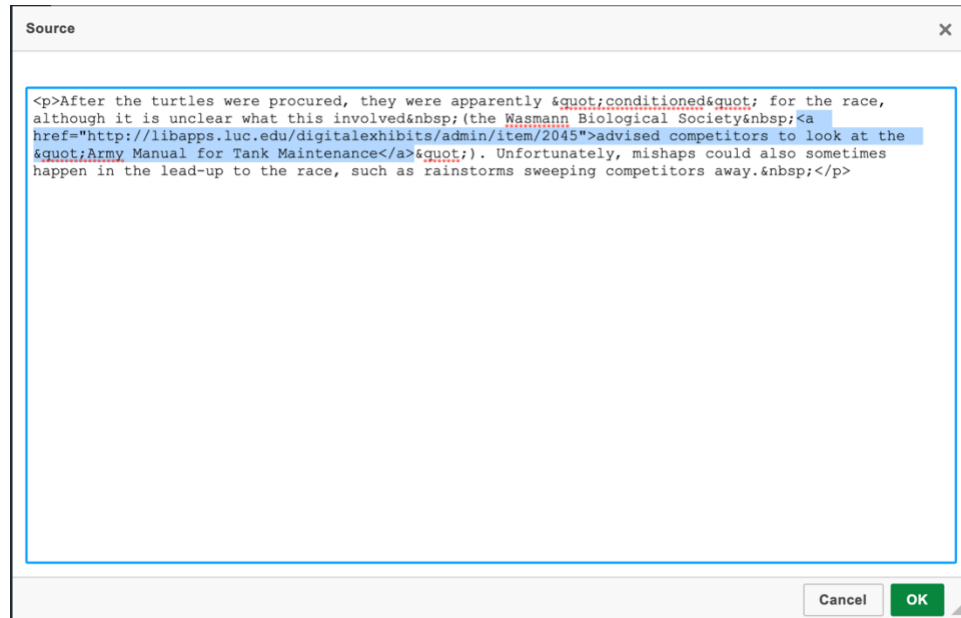 Source
<p>After the turtles were procured, they were apparently &quot;conditioned&quot; for the race,
although it is unclear what this involved&nbsp;(the Wasmann Biological Society&nbsp;<a
href="http://libapps.luc.edu/digitalexhibits/admin/item/2045">advised competitors to look at the
&quot;Army Manual for Tank Maintenance</a>&quot;). Unfortunately, mishaps could also sometimes
happen in the lead-up to the race, such as rainstorms sweeping competitors away.&nbsp;</p>
Cancel OK